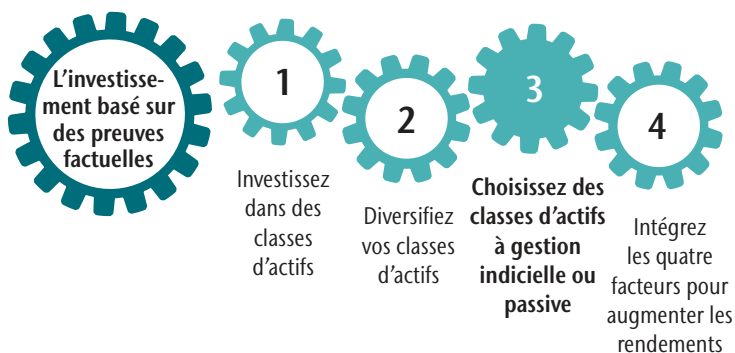 L’investisse-
ment basé sur
des preuves
factuelles
1
Investissez
dans des
classes
d’actifs
2
Diversifiez
vos classes
d’actifs
3
Choisissez des
classes d’actifs
à gestion
indicielle ou
passive
4
Intégrez
les quatre
facteurs pour
augmenter les
rendements